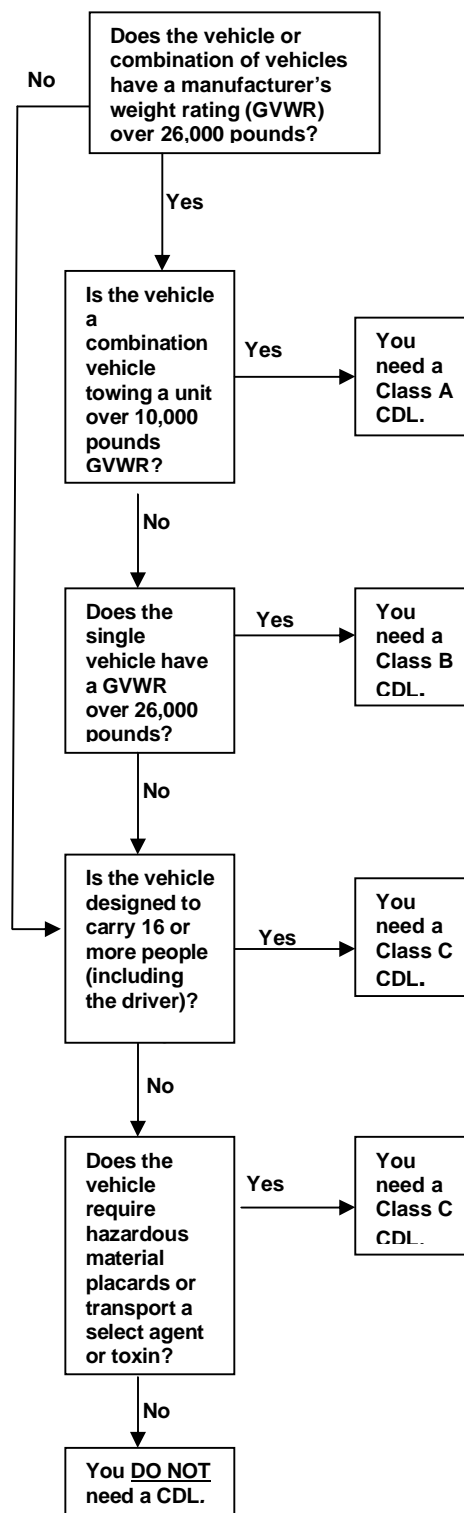 Does the vehicle or
combination of vehicles
have a manufacturer's
weight rating (GVWR)
over 26,000 pounds?
No
Yes
Is the vehicle
a
combination
vehicle
towing a unit
over 10,000
pounds
GVWR?
Yes
You
need a
Class A
CDL.
No
Does the
single
vehicle have
a GVWR
over 26,000
pounds?
Yes
You
need a
Class B
CDL.
No
Is the vehicle
designed to
carry 16 or
more people
(including
the driver)?
Yes
You
need a
Class C
CDL.
No
Does the
vehicle
require
hazardous
material
placards or
transport a
select agent
or toxin?
Yes
You
need a
Class C
CDL.
No
You DO NOT
need a CDL.